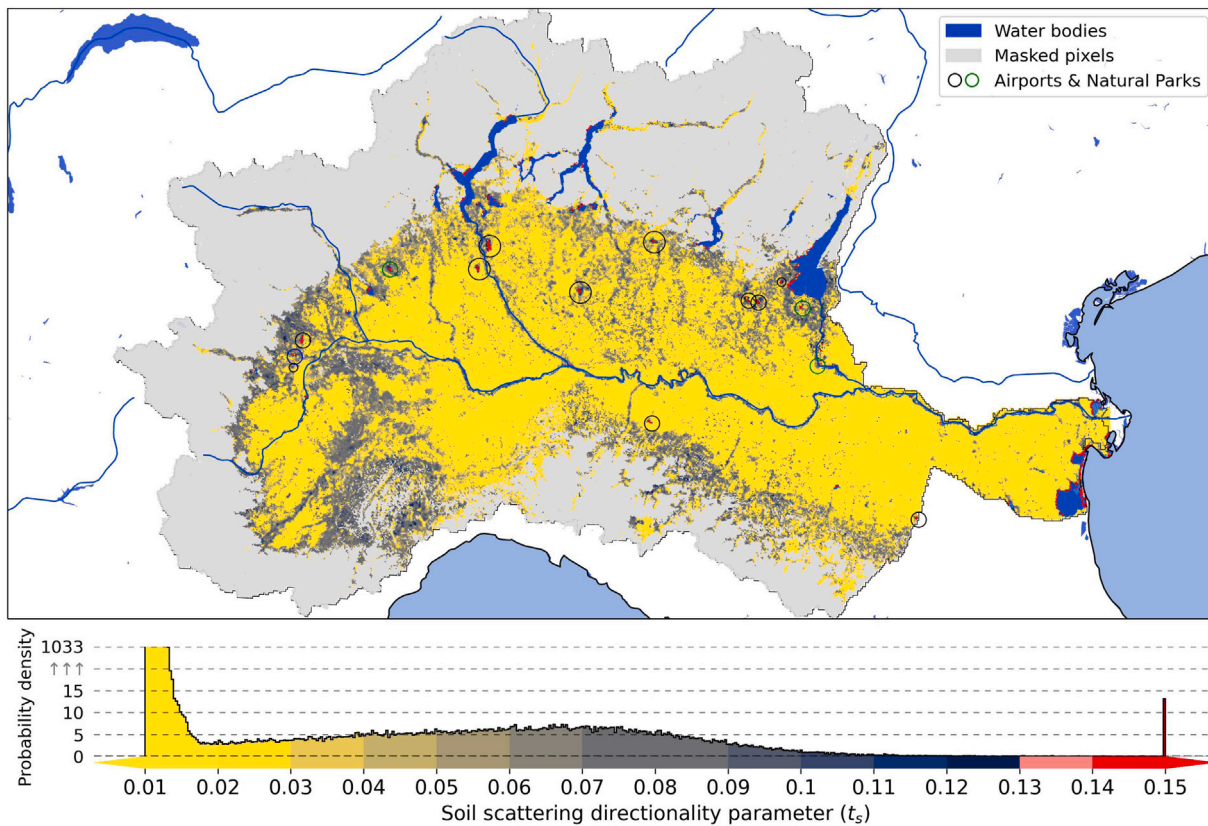 Water bodies
Masked pixels
Airports & Natural Parks
Probability density
1033
↑↑↑
15
10
5
0
0.01 0.02 0.03 0.04 0.05 0.06 0.07 0.08 0.09 0.1 0.11 0.12 0.13 0.14 0.15
Soil scattering directionality parameter (tₛ)